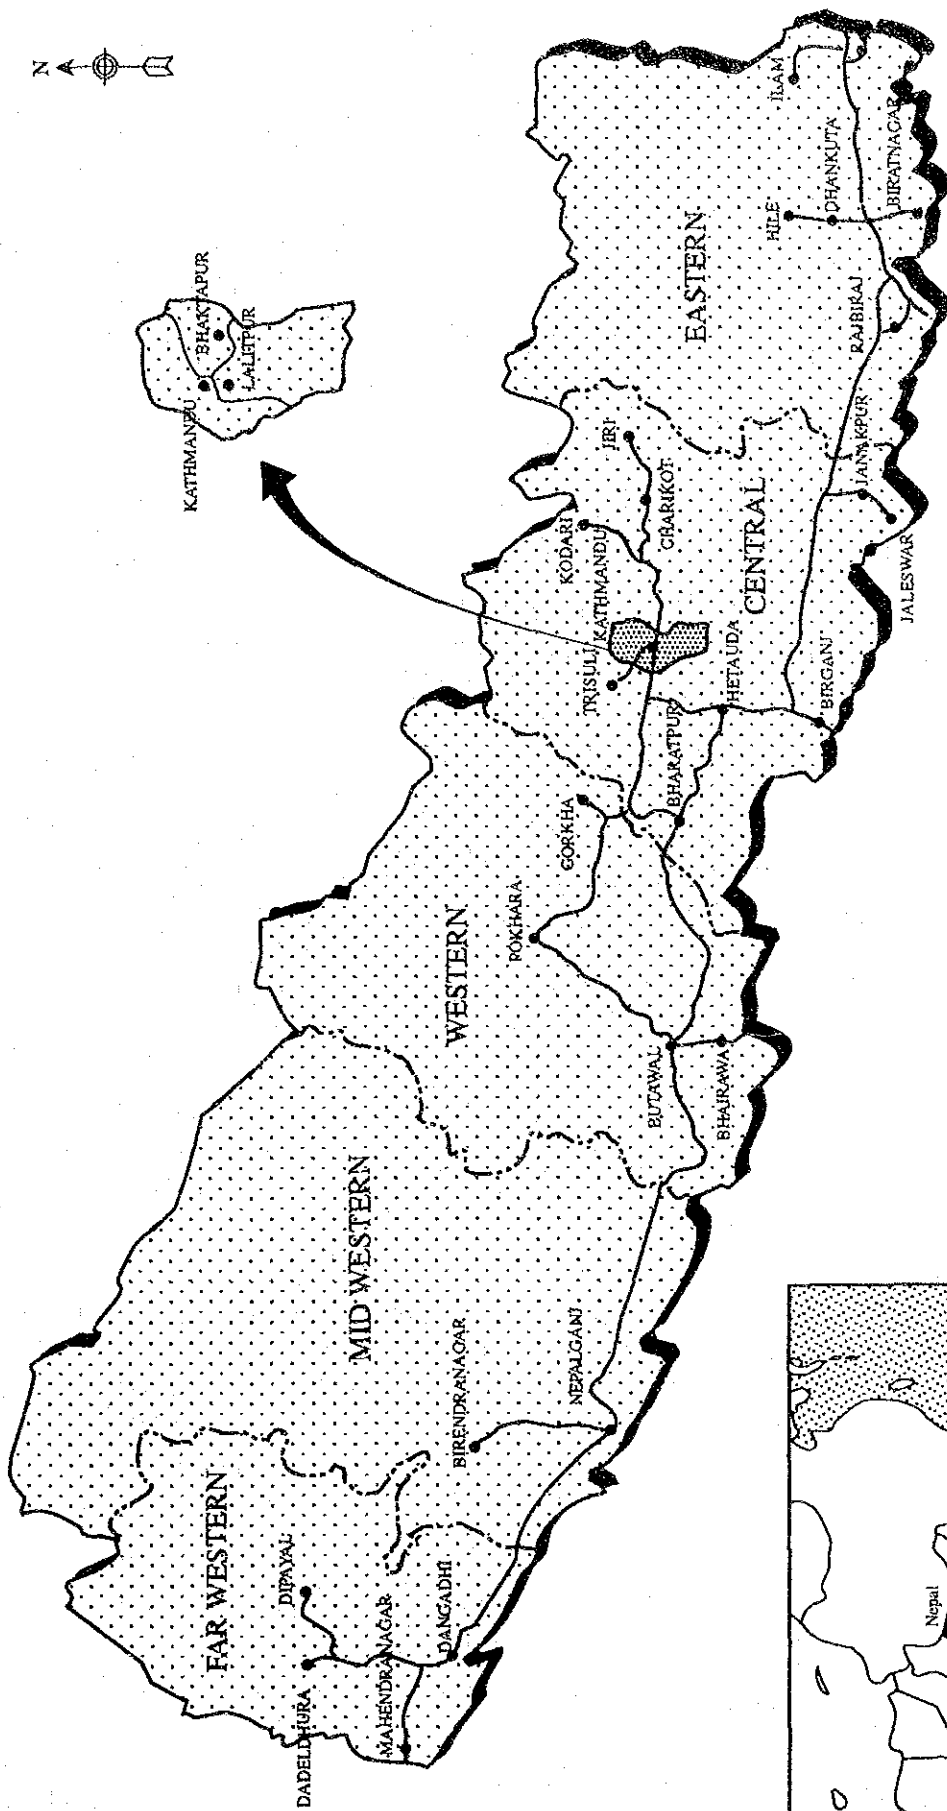 N
KATHMANDU
BHAKTAPUR
LALITPUR
FAR WESTERN
MID WESTERN
WESTERN
CENTRAL
EASTERN
DADELDHURA
DIPAYAL
MAHENDRANAGAR
DANGADHI
BIRENDRANAGAR
NEPALGANJ
POKHARA
GORKHA
BUTAWAL
BHAIRAWA
TRISULI
KATHMANDU
KODARI
JIRI
CHARIKOT
BHARATPUR
HETAUDA
BIRGANJ
JALESWAR
JANAKPUR
RAJBIRAJ
HILE
DHANKUTA
BIRATNAGAR
ILAM
Nepal